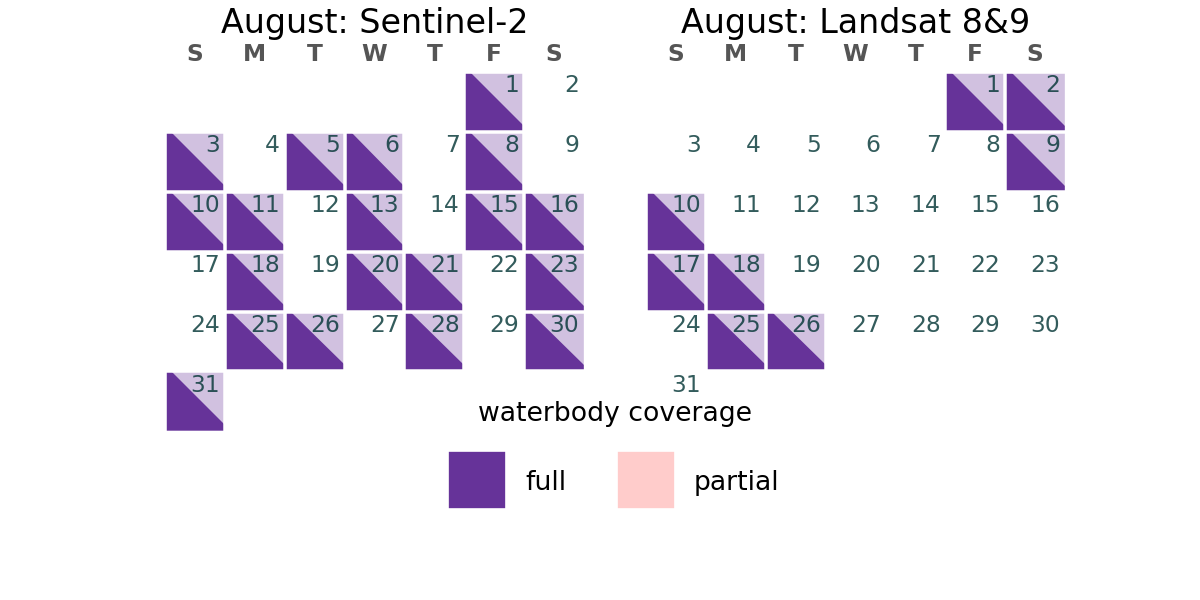 August: Sentinel-2
S M T W T F S
1 2
3 4 5 6 7 8 9
10 11 12 13 14 15 16
17 18 19 20 21 22 23
24 25 26 27 28 29 30
31
August: Landsat 8&9
S M T W T F S
1 2
3 4 5 6 7 8 9
10 11 12 13 14 15 16
17 18 19 20 21 22 23
24 25 26 27 28 29 30
31
waterbody coverage
full partial